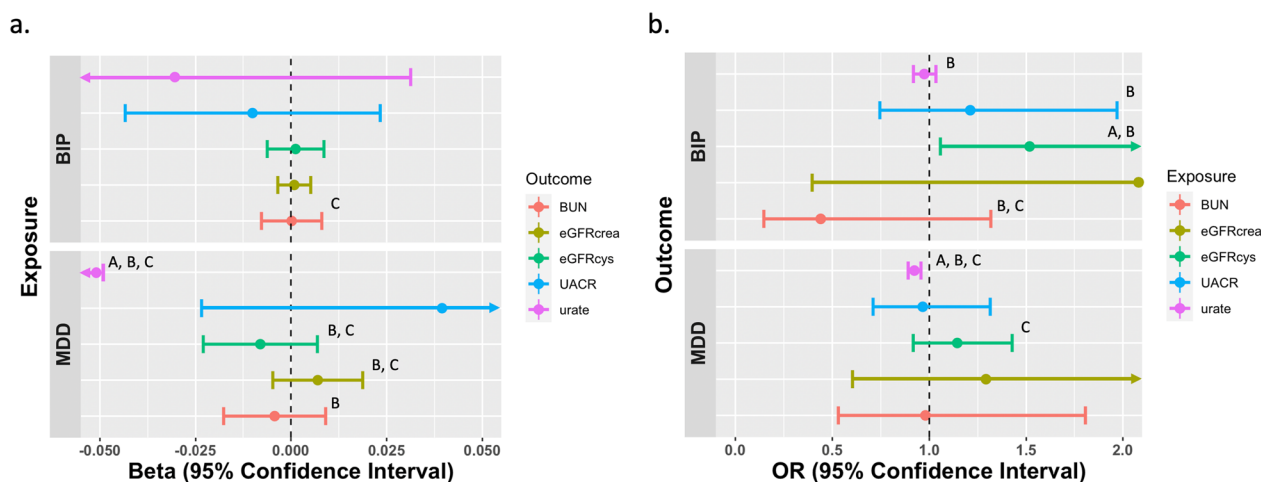 a.
BIP
C
A, B, C
MDD
B, C
B, C
B
Exposure
-0.050 -0.025 0.000 0.025 0.050
Beta (95% Confidence Interval)
Outcome
BUN
eGFRcrea
eGFRcys
UACR
urate
b.
BIP
B
B
A, B
B, C
MDD
A, B, C
C
Outcome
0.0 0.5 1.0 1.5 2.0
OR (95% Confidence Interval)
Exposure
BUN
eGFRcrea
eGFRcys
UACR
urate